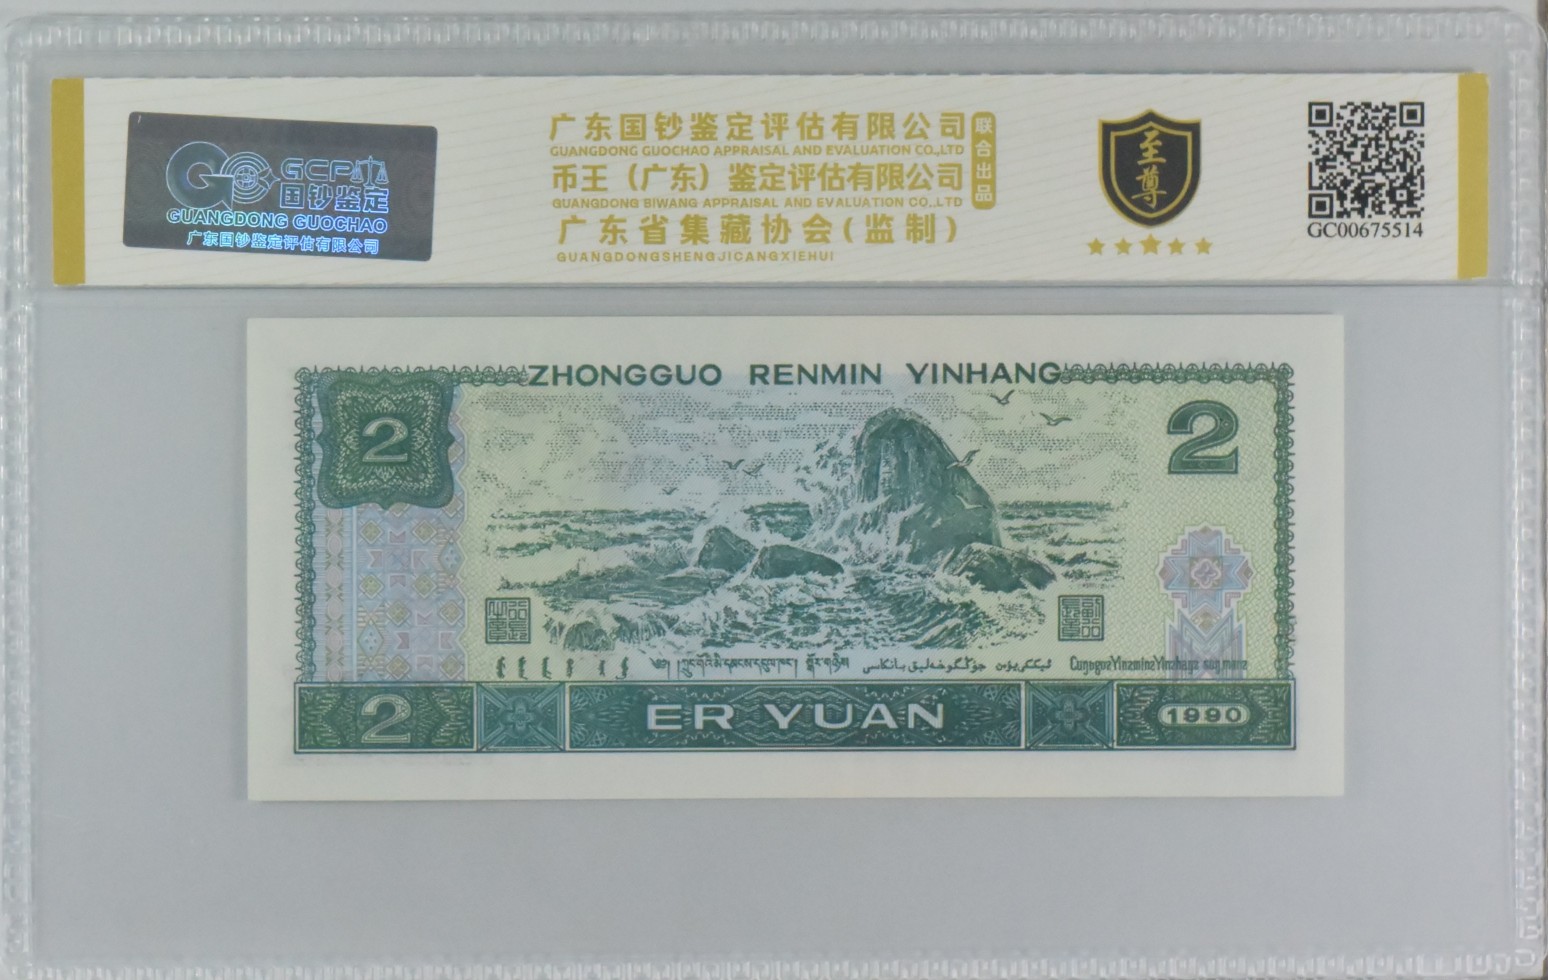 GCP
国钞鉴定
GUANGDONG GUOCHAO
广东国钞鉴定评估有限公司
广东国钞鉴定评估有限公司
GUANGDONG GUOCHAO APPRAISAL AND EVALUATION CO.,LTD
币王（广东）鉴定评估有限公司
GUANGDONG BIWANG APPRAISAL AND EVALUATION CO.,LTD
广东省集藏协会(监制)
GUANGDONGSHENGJICANGXIEHUI
联合出品
至尊
GC00675514
ZHONGGUO RENMIN YINHANG
2
2
2
ER YUAN
1990